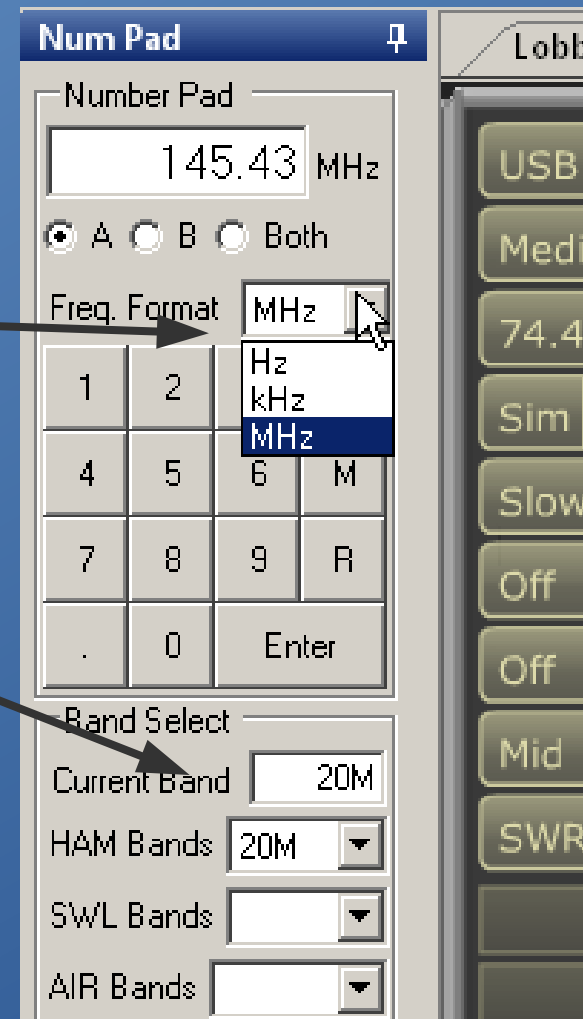 Num Pad
Number Pad
145.43 MHz
A B Both
Freq. Format MHz
Hz
kHz
MHz
1 2
4 5 6 M
7 8 9 R
. 0 Enter
Band Select
Current Band 20M
HAM Bands 20M
SWL Bands
AIR Bands
Lobb
USB
Medi
74.4
Sim
Slow
Off
Off
Mid
SWR